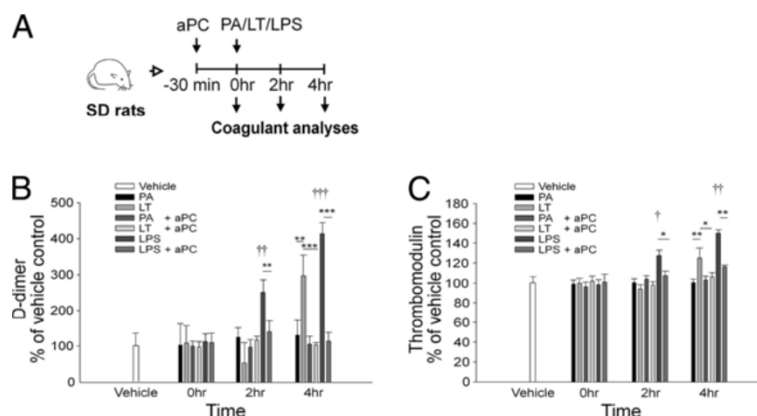 A
aPC PA/LT/LPS
-30 min 0hr 2hr 4hr
SD rats
Coagulant analyses
B
D-dimer
% of vehicle control
500
400
300
200
100
0
Vehicle
PA
LT
PA + aPC
LT + aPC
LPS
LPS + aPC
††
**
**
***
†††
***
Vehicle 0hr 2hr 4hr
Time
C
Thrombomodulin
% of vehicle control
180
160
140
120
100
80
60
40
20
0
Vehicle
PA
LT
PA + aPC
LT + aPC
LPS
LPS + aPC
†
*
**
*
††
**
Vehicle 0hr 2hr 4hr
Time